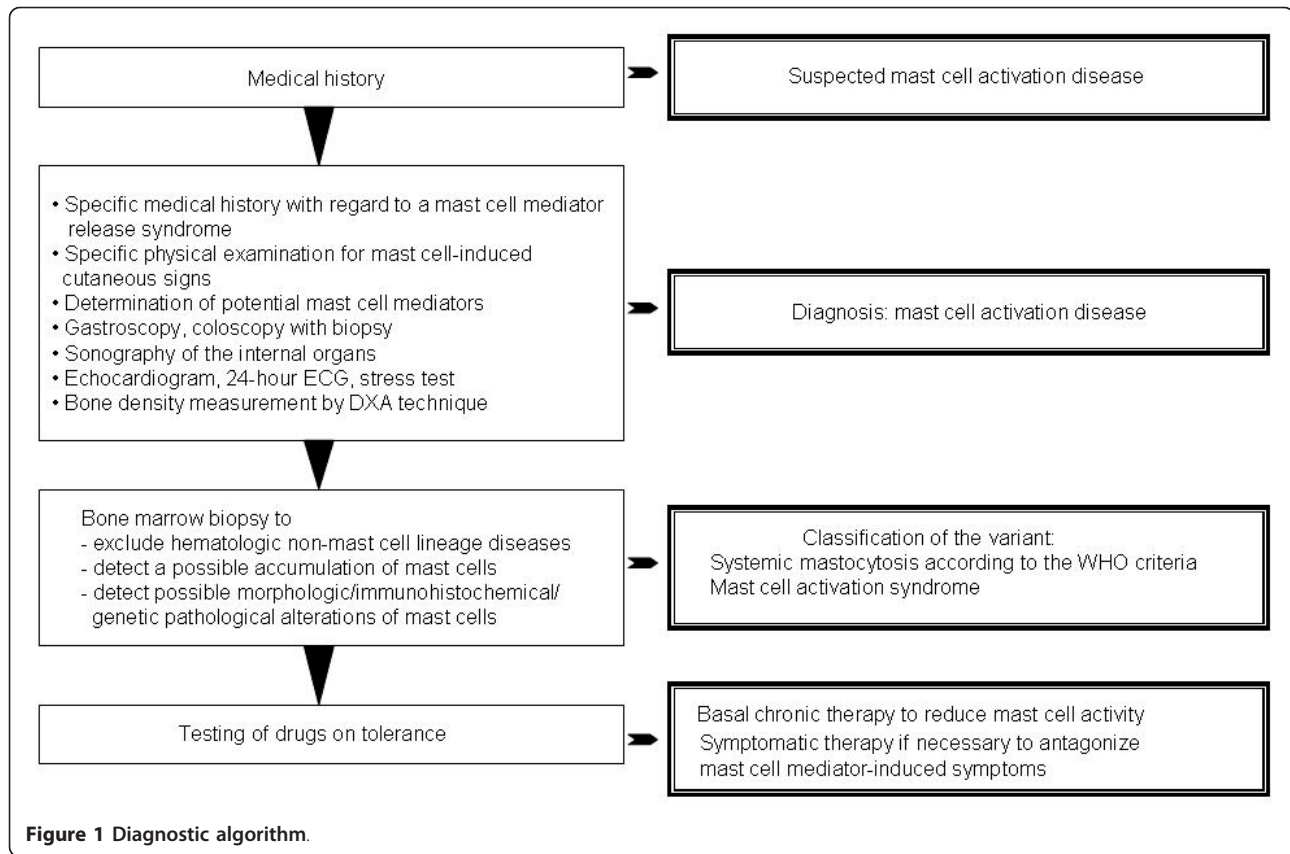 Medical history
Suspected mast cell activation disease
• Specific medical history with regard to a mast cell mediator
release syndrome
• Specific physical examination for mast cell-induced
cutaneous signs
• Determination of potential mast cell mediators
• Gastroscopy, coloscopy with biopsy
• Sonography of the internal organs
• Echocardiogram, 24-hour ECG, stress test
• Bone density measurement by DXA technique
Diagnosis: mast cell activation disease
Bone marrow biopsy to
- exclude hematologic non-mast cell lineage diseases
- detect a possible accumulation of mast cells
- detect possible morphologic/immunohistochemical/
genetic pathological alterations of mast cells
Classification of the variant:
Systemic mastocytosis according to the WHO criteria
Mast cell activation syndrome
Testing of drugs on tolerance
Basal chronic therapy to reduce mast cell activity
Symptomatic therapy if necessary to antagonize
mast cell mediator-induced symptoms
Figure 1 Diagnostic algorithm.